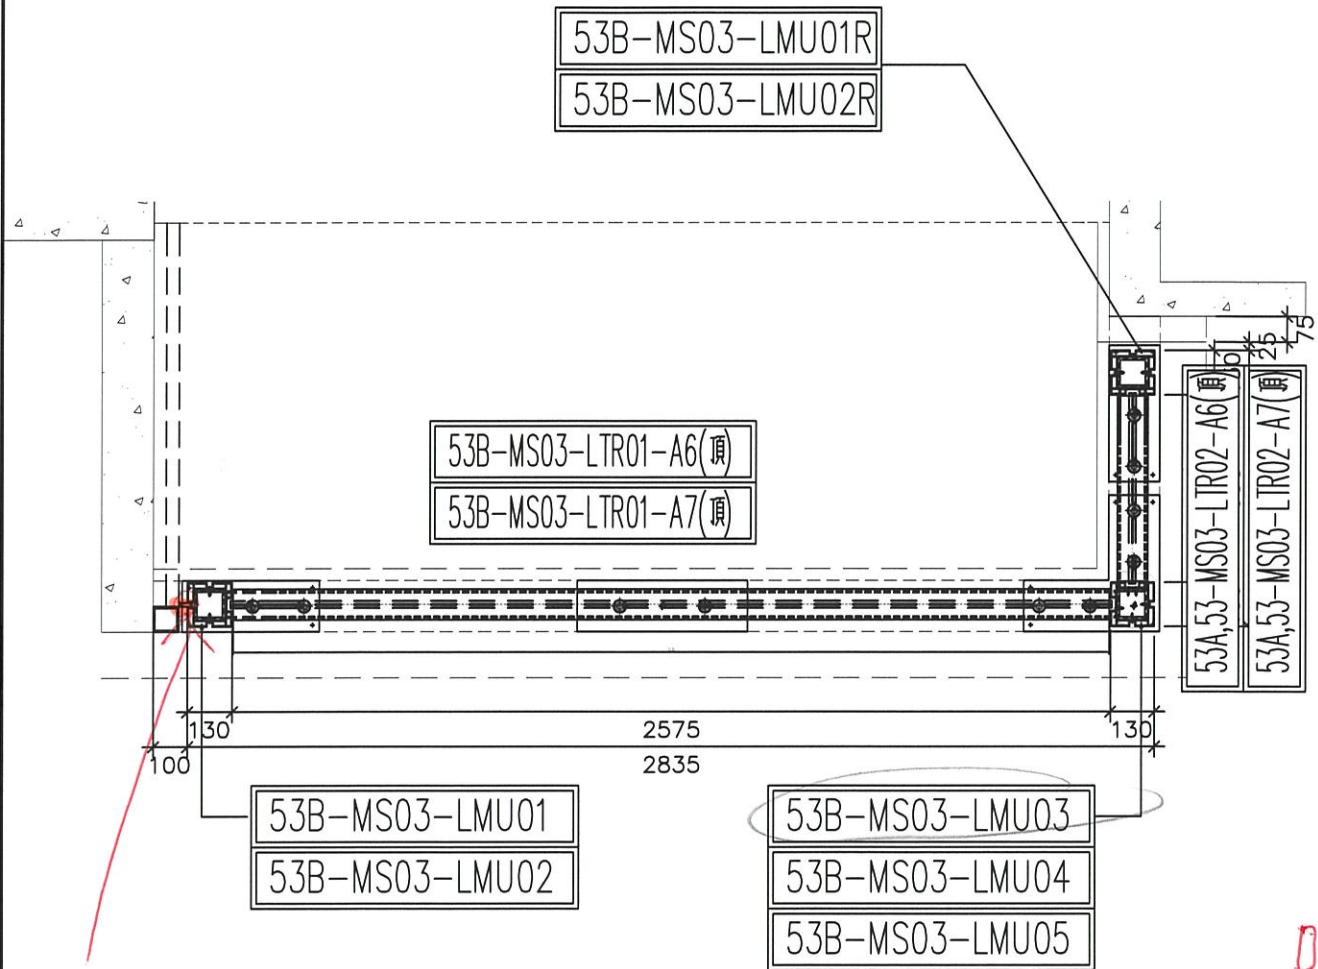 53B-MS03-LMU01R
53B-MS03-LMU02R
75
25
53B-MS03-LTR01-A6(頂)
53B-MS03-LTR01-A7(頂)
53A,53-MS03-LTR02-A6(頂)
53A,53-MS03-LTR02-A7(頂)
130
2575
130
100
2835
53B-MS03-LMU01
53B-MS03-LMU02
53B-MS03-LMU03
53B-MS03-LMU04
53B-MS03-LMU05